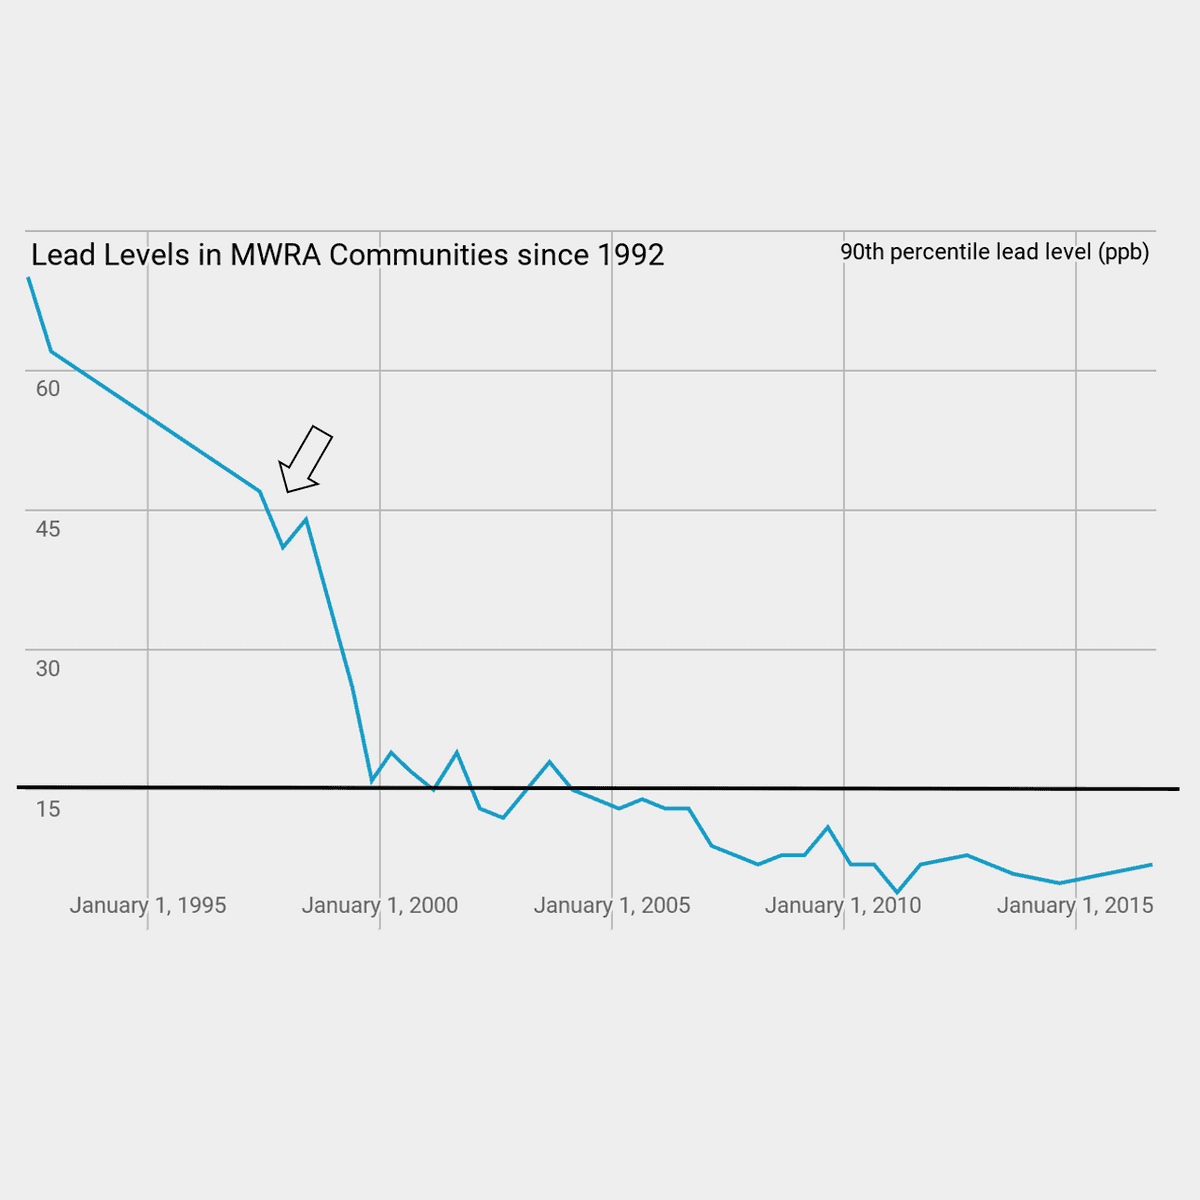 Lead Levels in MWRA Communities since 1992
90th percentile lead level (ppb)
60
45
30
15
January 1, 1995
January 1, 2000
January 1, 2005
January 1, 2010
January 1, 2015